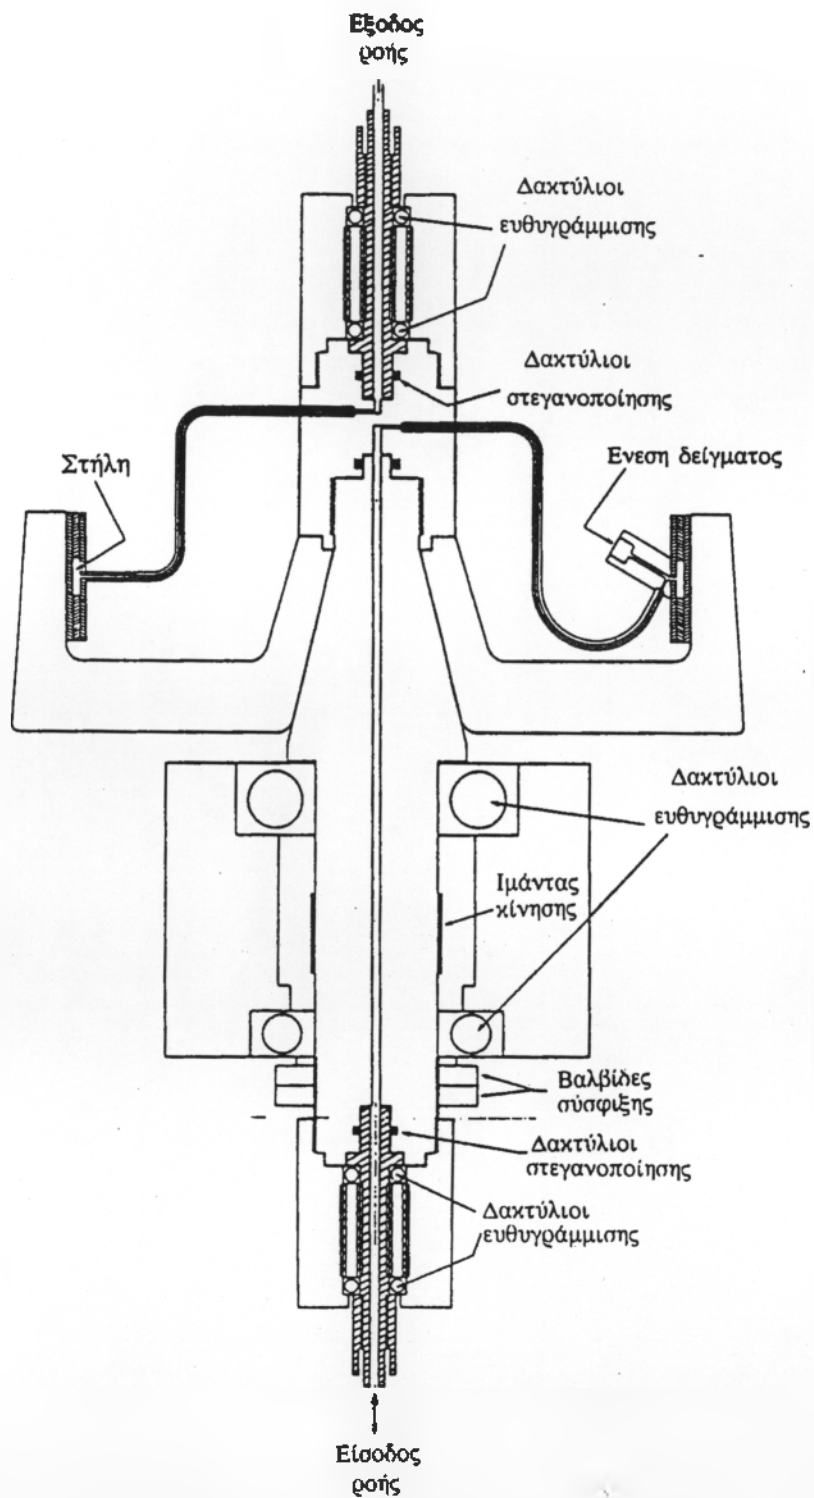 Εξοδος
ροής
Δακτύλιοι
ευθυγράμμισης
Δακτύλιοι
στεγανοποίησης
Στήλη
Ενεση δείγματος
Δακτύλιοι
ευθυγράμμισης
Ιμάντας
κίνησης
Βαλβίδες
σύσφιξης
Δακτύλιοι
στεγανοποίησης
Δακτύλιοι
ευθυγράμμισης
Είσοδος
ροής